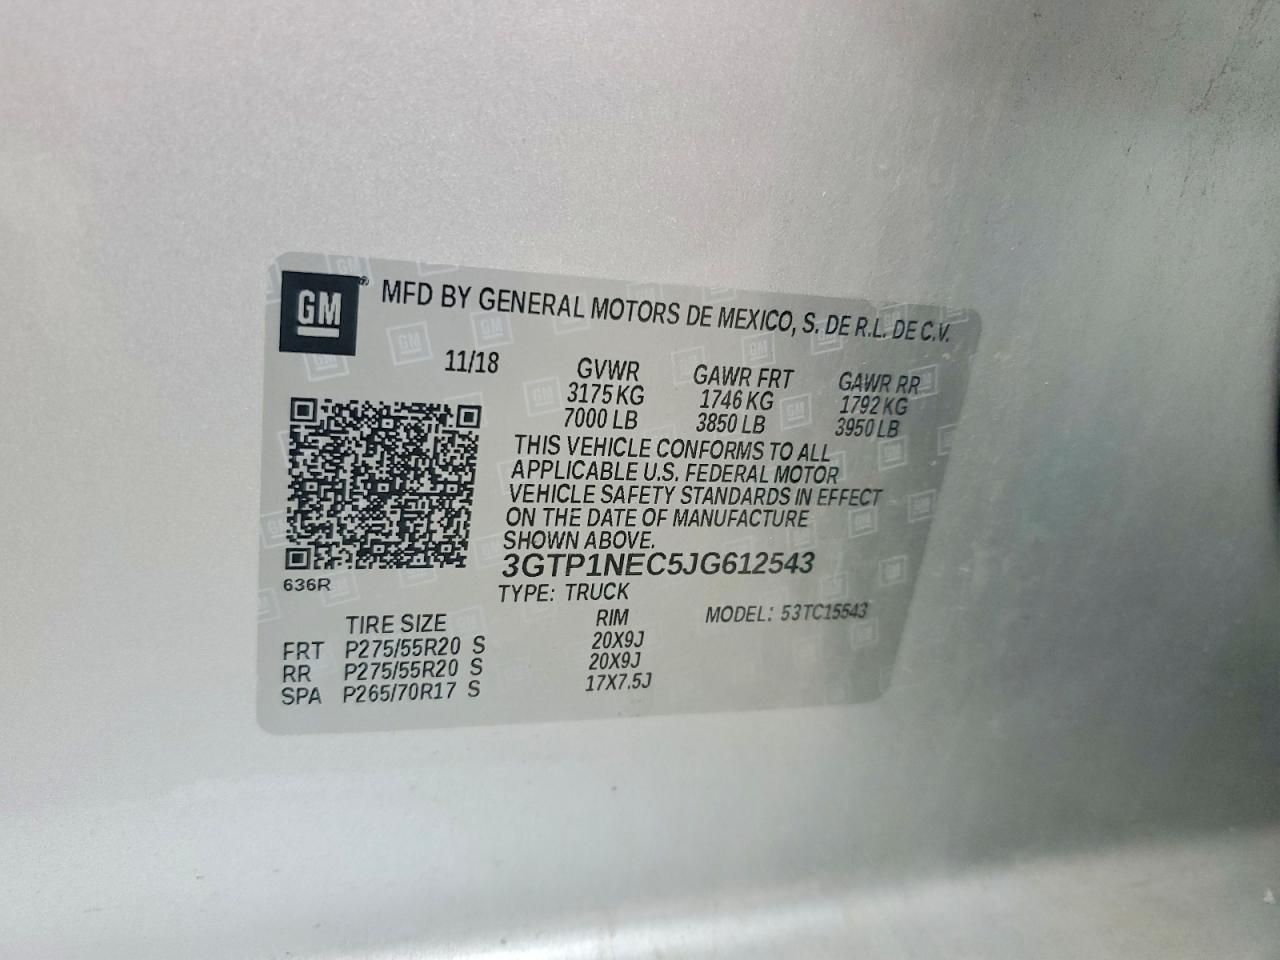 GM® MFD BY GENERAL MOTORS DE MEXICO, S. DE R.L. DE C.V.
11/18 GVWR GAWR FRT GAWR RR
3175 KG 1746 KG 1792 KG
7000 LB 3850 LB 3950 LB
THIS VEHICLE CONFORMS TO ALL
APPLICABLE U.S. FEDERAL MOTOR
VEHICLE SAFETY STANDARDS IN EFFECT
ON THE DATE OF MANUFACTURE
SHOWN ABOVE.
3GTP1NEC5JG612543
636R
TYPE: TRUCK
MODEL: 53TC15543
TIRE SIZE RIM
FRT P275/55R20 S 20X9J
RR P275/55R20 S 20X9J
SPA P265/70R17 S 17X7.5J